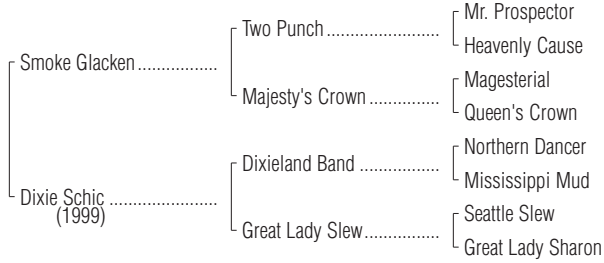 Mr. Prospector
Two Punch
Heavenly Cause
Smoke Glacken
Magesterial
Majesty's Crown
Queen's Crown
Northern Dancer
Dixieland Band
Mississippi Mud
Dixie Schic
(1999)
Seattle Slew
Great Lady Slew
Great Lady Sharon